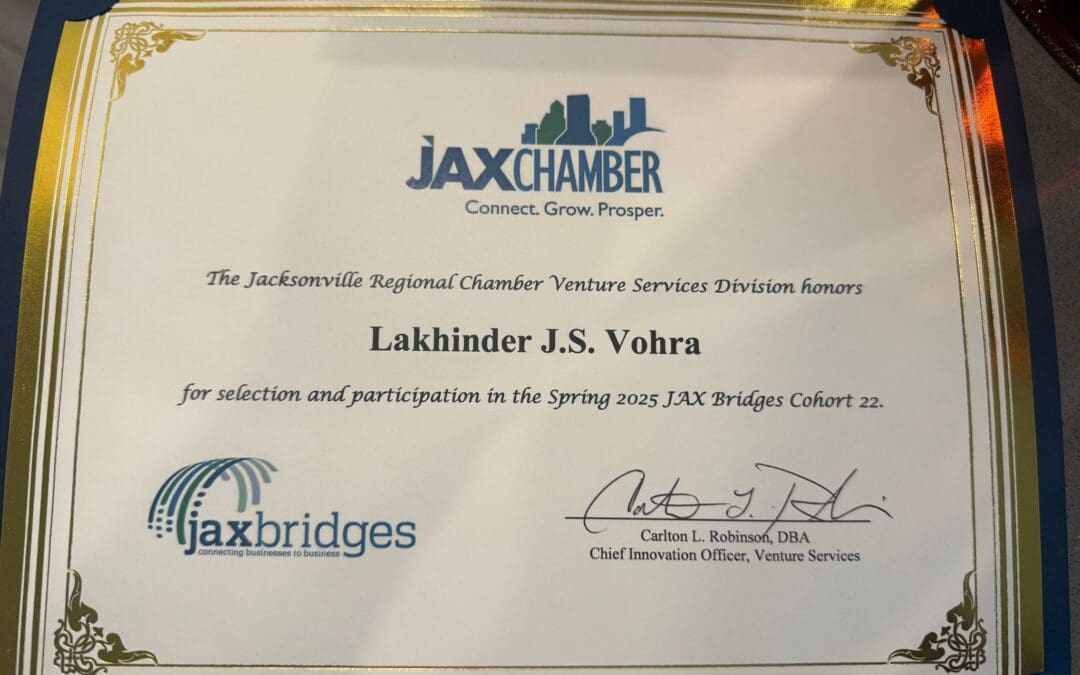 JAXCHAMBER
Connect. Grow. Prosper.
The Jacksonville Regional Chamber Venture Services Division honors
Lakhinder J.S. Vohra
for selection and participation in the Spring 2025 JAX Bridges Cohort 22.
jaxbridges
connecting businesses to business
Carlton L. Robinson, DBA
Chief Innovation Officer, Venture Services